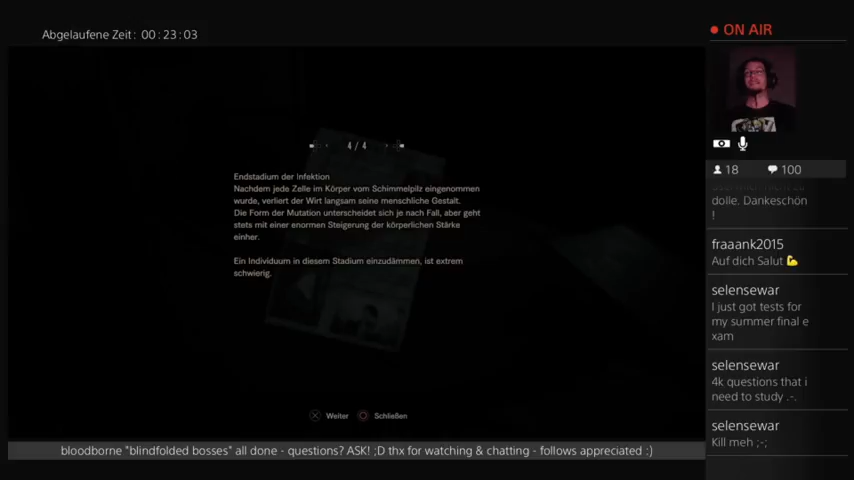 Abgelaufene Zeit: 00:23:03
ON AIR
4 / 4
Endstadium der Infektion
Nachdem jede Zelle im Körper vom Schimmelpilz eingenommen
wurde, verliert der Wirt langsam seine menschliche Gestalt.
Die Form der Mutation unterscheidet sich je nach Fall, aber geht
stets mit einer enormen Steigerung der körperlichen Stärke
einher.
Ein Individuum in diesem Stadium einzudämmen, ist extrem
schwierig.
Weiter
Schließen
bloodborne "blindfolded bosses" all done - questions? ASK! ;D thx for watching & chatting - follows appreciated :)
18
100
dolle. Dankeschön
!
fraaank2015
Auf dich Salut 💪
selensewar
I just got tests for
my summer final e
xam
selensewar
4k questions that i
need to study .-.
selensewar
Kill meh ;-;